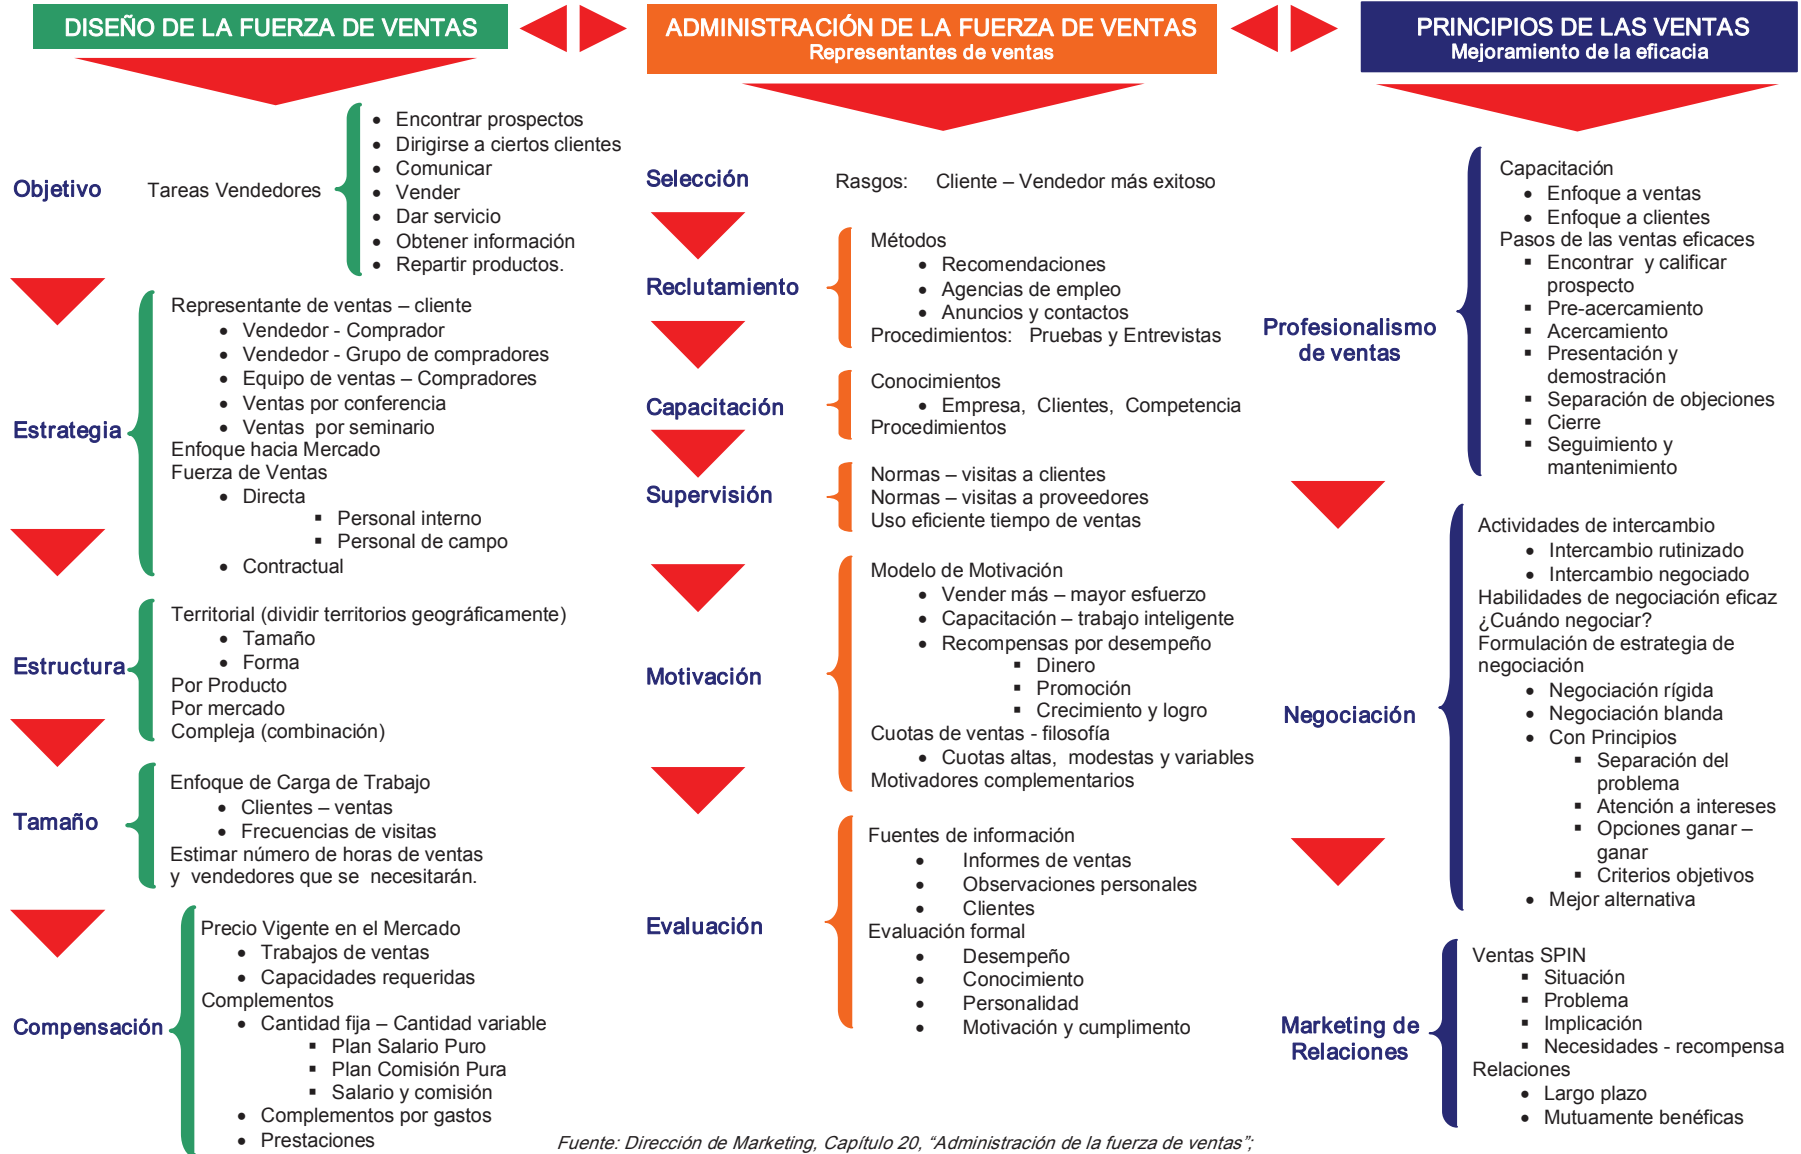 DISEÑO DE LA FUERZA DE VENTAS
Objetivo
Tareas Vendedores
• Encontrar prospectos
• Dirigirse a ciertos clientes
• Comunicar
• Vender
• Dar servicio
• Obtener información
• Repartir productos.
Estrategia
Representante de ventas – cliente
• Vendedor - Comprador
• Vendedor - Grupo de compradores
• Equipo de ventas – Compradores
• Ventas por conferencia
• Ventas por seminario
Enfoque hacia Mercado
Fuerza de Ventas
• Directa
▪ Personal interno
▪ Personal de campo
• Contractual
Estructura
Territorial (dividir territorios geográficamente)
• Tamaño
• Forma
Por Producto
Por mercado
Compleja (combinación)
Tamaño
Enfoque de Carga de Trabajo
• Clientes – ventas
• Frecuencias de visitas
Estimar número de horas de ventas
y vendedores que se necesitarán.
Compensación
Precio Vigente en el Mercado
• Trabajos de ventas
• Capacidades requeridas
Complementos
• Cantidad fija – Cantidad variable
▪ Plan Salario Puro
▪ Plan Comisión Pura
▪ Salario y comisión
• Complementos por gastos
• Prestaciones
ADMINISTRACIÓN DE LA FUERZA DE VENTAS
Representantes de ventas
Selección
Rasgos: Cliente – Vendedor más exitoso
Reclutamiento
Métodos
• Recomendaciones
• Agencias de empleo
• Anuncios y contactos
Procedimientos: Pruebas y Entrevistas
Capacitación
Conocimientos
• Empresa, Clientes, Competencia
Procedimientos
Supervisión
Normas – visitas a clientes
Normas – visitas a proveedores
Uso eficiente tiempo de ventas
Motivación
Modelo de Motivación
• Vender más – mayor esfuerzo
• Capacitación – trabajo inteligente
• Recompensas por desempeño
▪ Dinero
▪ Promoción
▪ Crecimiento y logro
Cuotas de ventas - filosofía
• Cuotas altas, modestas y variables
Motivadores complementarios
Evaluación
Fuentes de información
• Informes de ventas
• Observaciones personales
• Clientes
Evaluación formal
• Desempeño
• Conocimiento
• Personalidad
• Motivación y cumplimento
PRINCIPIOS DE LAS VENTAS
Mejoramiento de la eficacia
Profesionalismo
de ventas
Capacitación
• Enfoque a ventas
• Enfoque a clientes
Pasos de las ventas eficaces
▪ Encontrar y calificar
prospecto
▪ Pre-acercamiento
▪ Acercamiento
▪ Presentación y
demostración
▪ Separación de objeciones
▪ Cierre
▪ Seguimiento y
mantenimiento
Negociación
Actividades de intercambio
• Intercambio rutinizado
• Intercambio negociado
Habilidades de negociación eficaz
¿Cuándo negociar?
Formulación de estrategia de
negociación
• Negociación rígida
• Negociación blanda
• Con Principios
▪ Separación del
problema
▪ Atención a intereses
▪ Opciones ganar –
ganar
▪ Criterios objetivos
• Mejor alternativa
Marketing de
Relaciones
Ventas SPIN
▪ Situación
▪ Problema
▪ Implicación
▪ Necesidades - recompensa
Relaciones
• Largo plazo
• Mutuamente benéficas
Fuente: Dirección de Marketing, Capítulo 20, “Administración de la fuerza de ventas”;